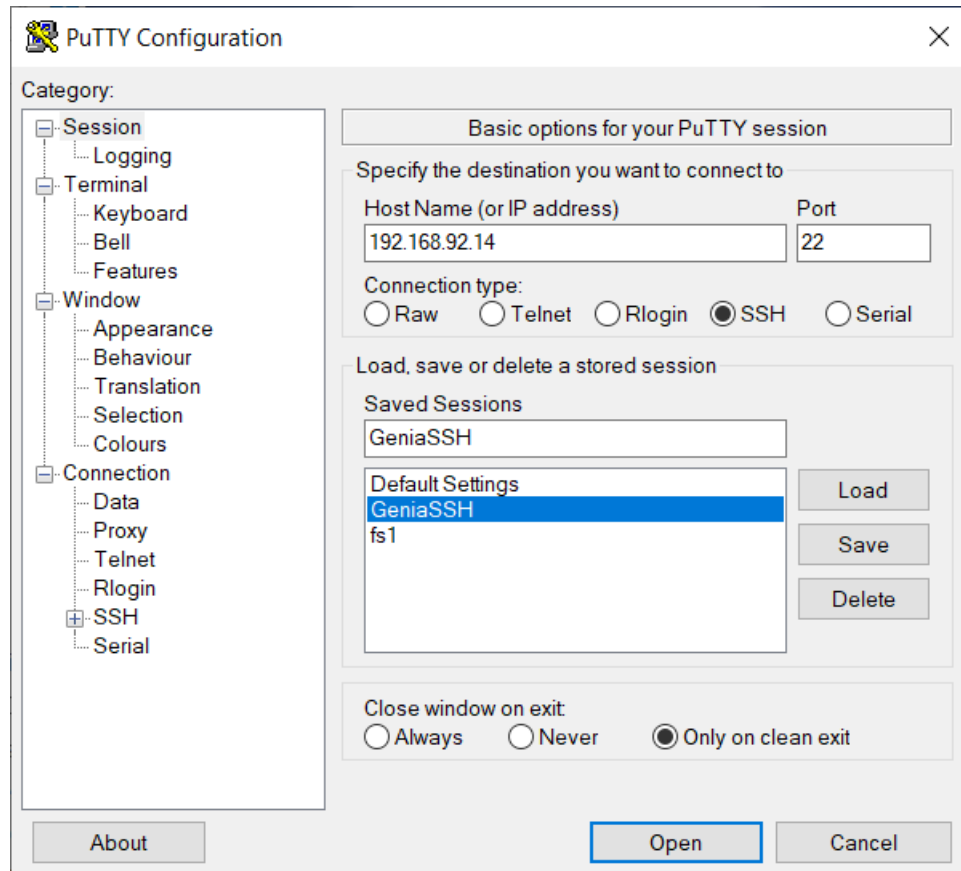 PuTTY Configuration
Category:
Session
Logging
Terminal
Keyboard
Bell
Features
Window
Appearance
Behaviour
Translation
Selection
Colours
Connection
Data
Proxy
Telnet
Rlogin
SSH
Serial
Basic options for your PuTTY session
Specify the destination you want to connect to
Host Name (or IP address) Port
192.168.92.14 22
Connection type:
Raw Telnet Rlogin SSH Serial
Load, save or delete a stored session
Saved Sessions
GeniaSSH
Default Settings
GeniaSSH
fs1
Load
Save
Delete
Close window on exit:
Always Never Only on clean exit
About Open Cancel